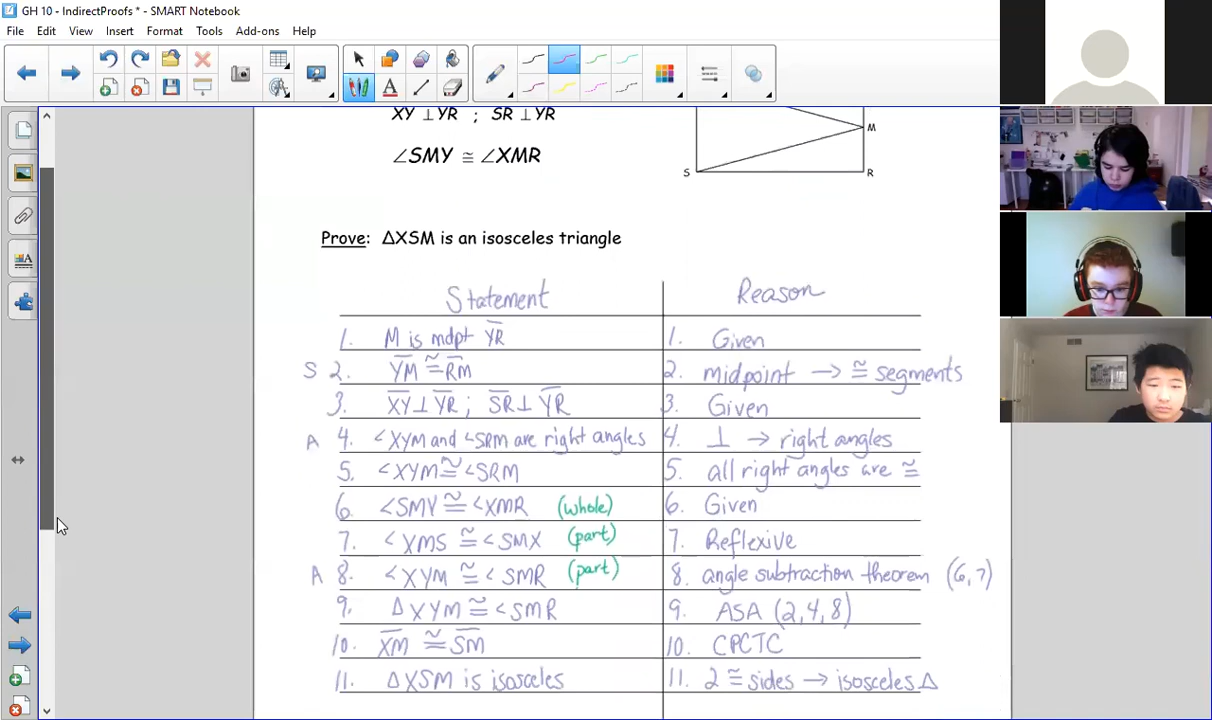 GH 10 - IndirectProofs * - SMART Notebook
File Edit View Insert Format Tools Add-ons Help
XY ⊥YR ; SR ⊥YR
∠SMY ≅ ∠XMR
M
S R
Prove: ΔXSM is an isosceles triangle
Statement Reason
1. M is mdpt YR 1. Given
S 2. YM ≅ RM 2. midpoint → ≅ segments
3. XY ⊥ YR ; SR ⊥ YR 3. Given
A 4. ∠XYM and ∠SRM are right angles 4. ⊥ → right angles
5. ∠XYM ≅ ∠SRM 5. all right angles are ≅
6. ∠SMY ≅ ∠XMR (whole) 6. Given
7. ∠XMS ≅ ∠SMX (part) 7. Reflexive
A 8. ∠XYM ≅ ∠SMR (part) 8. angle subtraction theorem (6,7)
9. ΔXYM ≅ ∠SMR 9. ASA (2,4,8)
10. XM ≅ SM 10. CPCTC
11. ΔXSM is isosceles 11. 2 ≅ sides → isosceles Δ